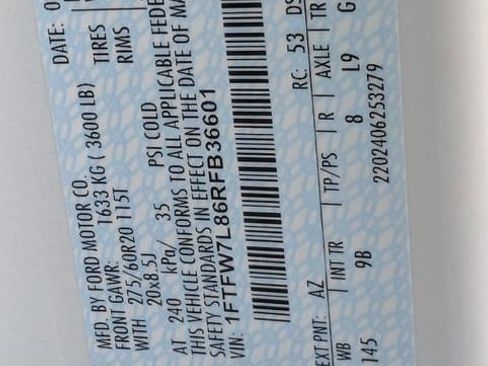 MFD. BY FORD MOTOR CO.
DATE: 0
FRONT GAWR: 1633 KG ( 3600 LB)
WITH 275/60R20 115T TIRES
20x8.5J RIMS
AT 240 kPa/ 35 PSI COLD
THIS VEHICLE CONFORMS TO ALL APPLICABLE FEDE
SAFETY STANDARDS IN EFFECT ON THE DATE OF MA
VIN: 1FTFW7L86RFB36601
EXT PNT: AZ RC: 53 DS
WB | INT TR | TP/PS | R | AXLE | TR
145 9B 8 L9 G
2202406253279